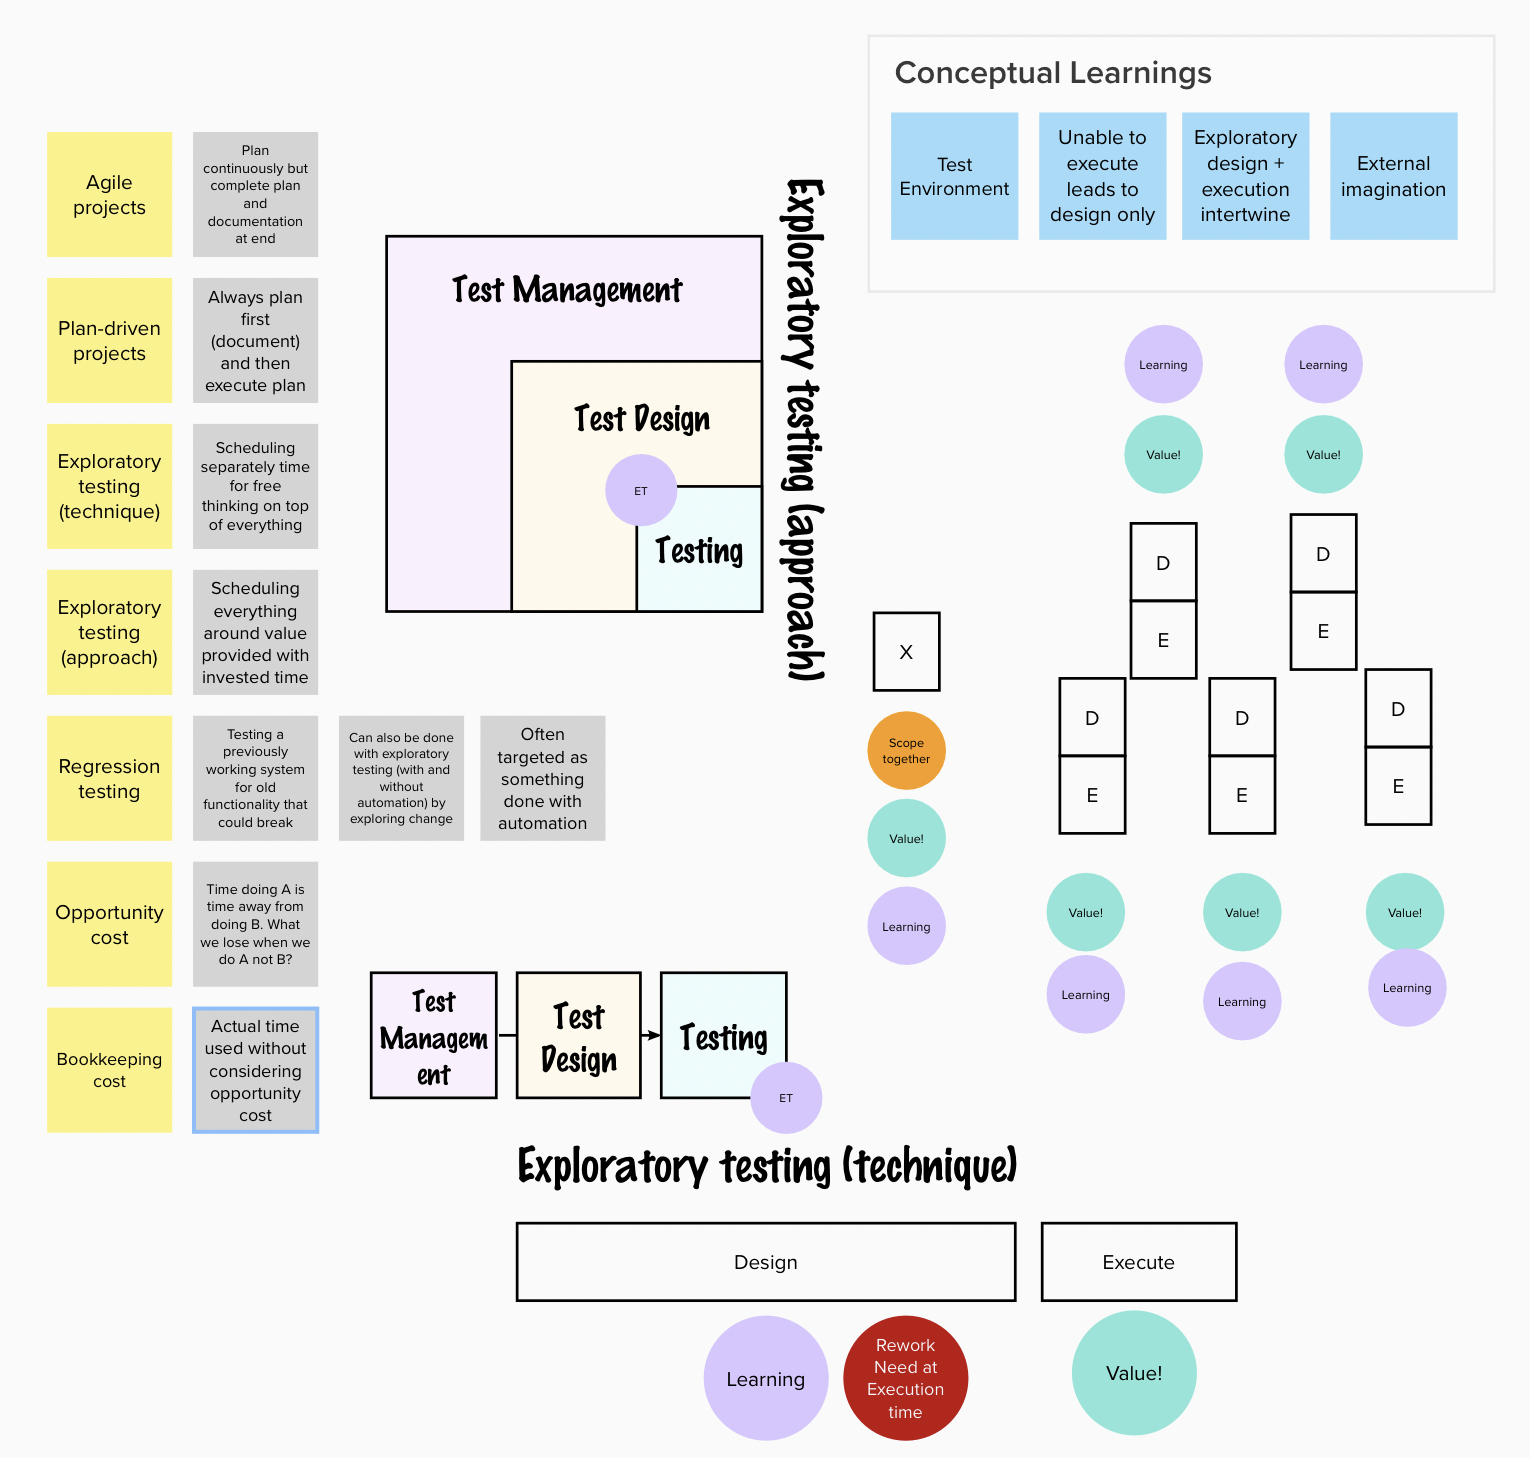 Conceptual Learnings
Test
Environment
Unable to
execute
leads to
design only
Exploratory
design +
execution
intertwine
External
imagination
Agile
projects
Plan
continuously but
complete plan
and
documentation
at end
Plan-driven
projects
Always plan
first
(document)
and then
execute plan
Exploratory
testing
(technique)
Scheduling
separately time
for free
thinking on top
of everything
Exploratory
testing
(approach)
Scheduling
everything
around value
provided with
invested time
Regression
testing
Testing a
previously
working system
for old
functionality that
could break
Can also be done
with exploratory
testing (with and
without
automation) by
exploring change
Often
targeted as
something
done with
automation
Opportunity
cost
Time doing A is
time away from
doing B. What
we lose when we
do A not B?
Bookkeeping
cost
Actual time
used without
considering
opportunity
cost
Test Management
Test Design
ET
Testing
Exploratory testing (approach)
X
Scope
together
Value!
Learning
Learning
Learning
Value!
Value!
D
E
D
E
D
E
D
E
D
E
Value!
Value!
Value!
Learning
Learning
Learning
Test
Managem
ent
Test
Design
Testing
ET
Exploratory testing (technique)
Design
Execute
Learning
Rework
Need at
Execution
time
Value!